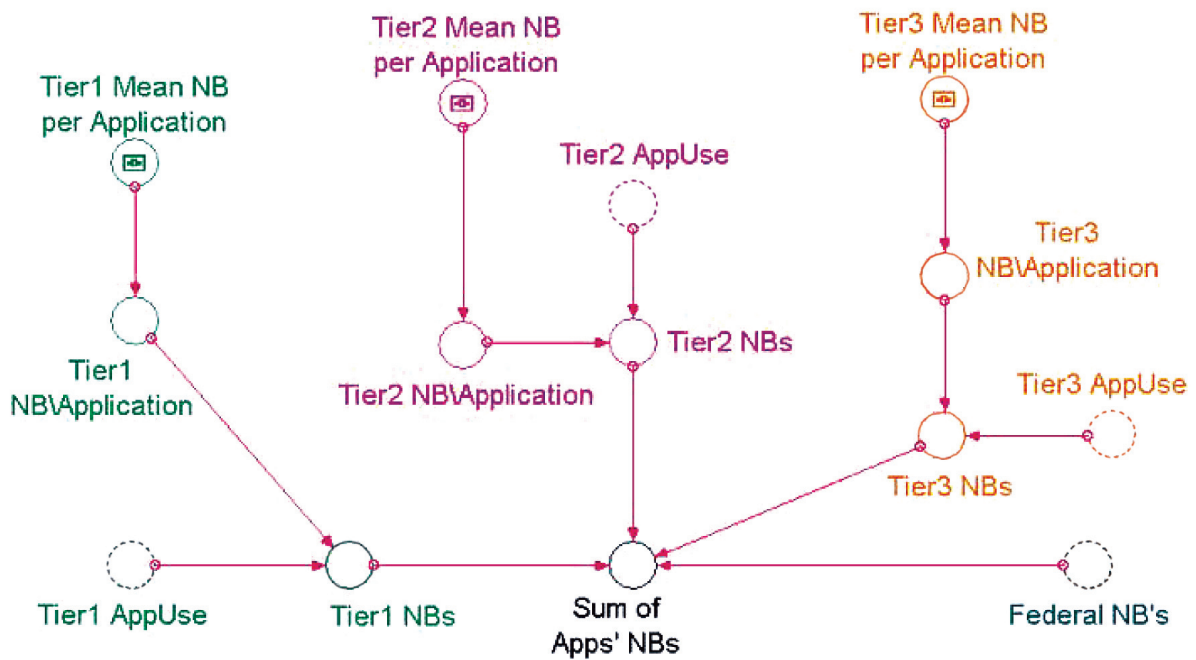 Tier1 Mean NB
per Application
Tier2 Mean NB
per Application
Tier3 Mean NB
per Application
Tier2 AppUse
Tier3
NB\Application
Tier1
NB\Application
Tier2 NB\Application
Tier2 NBs
Tier3 AppUse
Tier3 NBs
Tier1 AppUse
Tier1 NBs
Sum of
Apps' NBs
Federal NB's